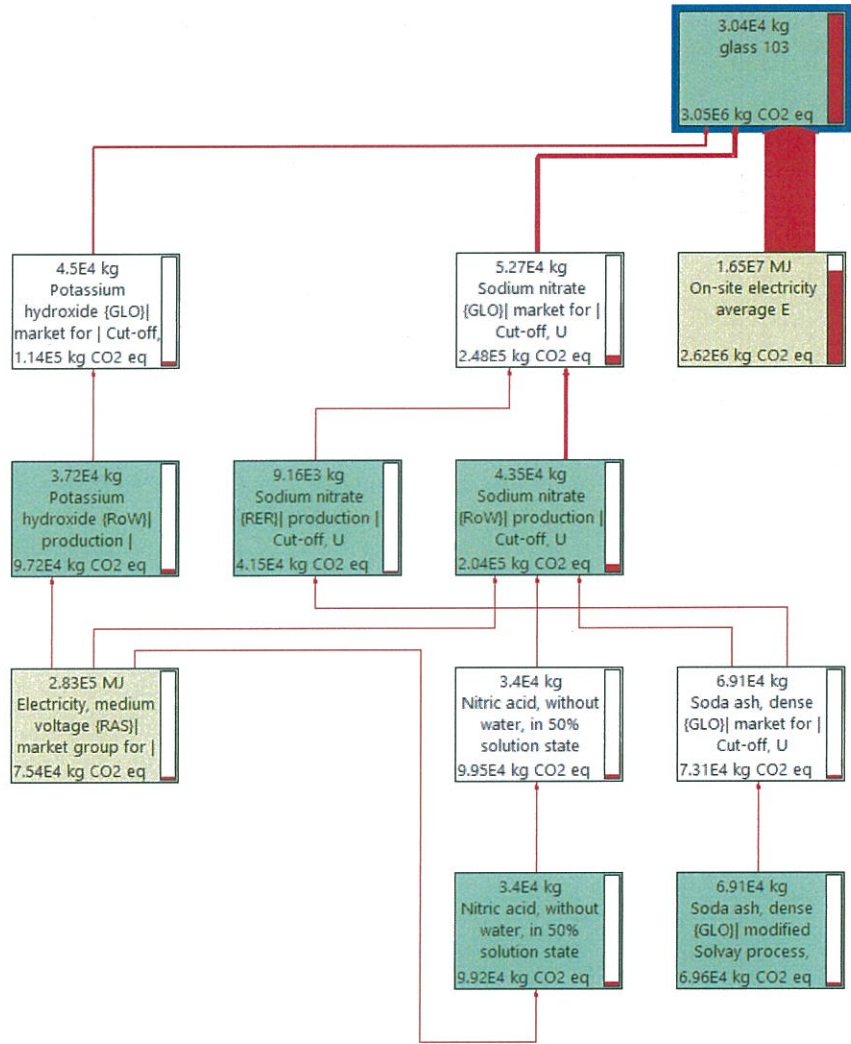 3.04E4 kg
glass 103
3.05E6 kg CO2 eq
4.5E4 kg
Potassium
hydroxide {GLO}|
market for | Cut-off,
1.14E5 kg CO2 eq
5.27E4 kg
Sodium nitrate
{GLO}| market for |
Cut-off, U
2.48E5 kg CO2 eq
1.65E7 MJ
On-site electricity
average E
2.62E6 kg CO2 eq
3.72E4 kg
Potassium
hydroxide {RoW}|
production |
9.72E4 kg CO2 eq
9.16E3 kg
Sodium nitrate
{RER}| production |
Cut-off, U
4.15E4 kg CO2 eq
4.35E4 kg
Sodium nitrate
{RoW}| production |
Cut-off, U
2.04E5 kg CO2 eq
2.83E5 MJ
Electricity, medium
voltage {RAS}|
market group for |
7.54E4 kg CO2 eq
3.4E4 kg
Nitric acid, without
water, in 50%
solution state
9.95E4 kg CO2 eq
6.91E4 kg
Soda ash, dense
{GLO}| market for |
Cut-off, U
7.31E4 kg CO2 eq
3.4E4 kg
Nitric acid, without
water, in 50%
solution state
9.92E4 kg CO2 eq
6.91E4 kg
Soda ash, dense
{GLO}| modified
Solvay process,
6.96E4 kg CO2 eq